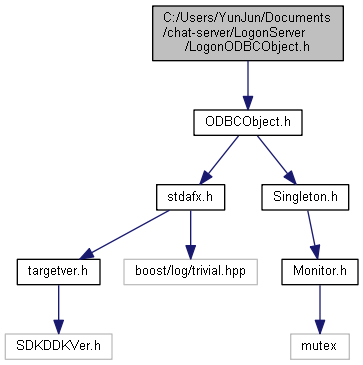 C:/Users/YunJun/Documents
/chat-server/LogonServer
/LogonODBCObject.h
ODBCObject.h
stdafx.h
Singleton.h
targetver.h
boost/log/trivial.hpp
Monitor.h
SDKDDKVer.h
mutex